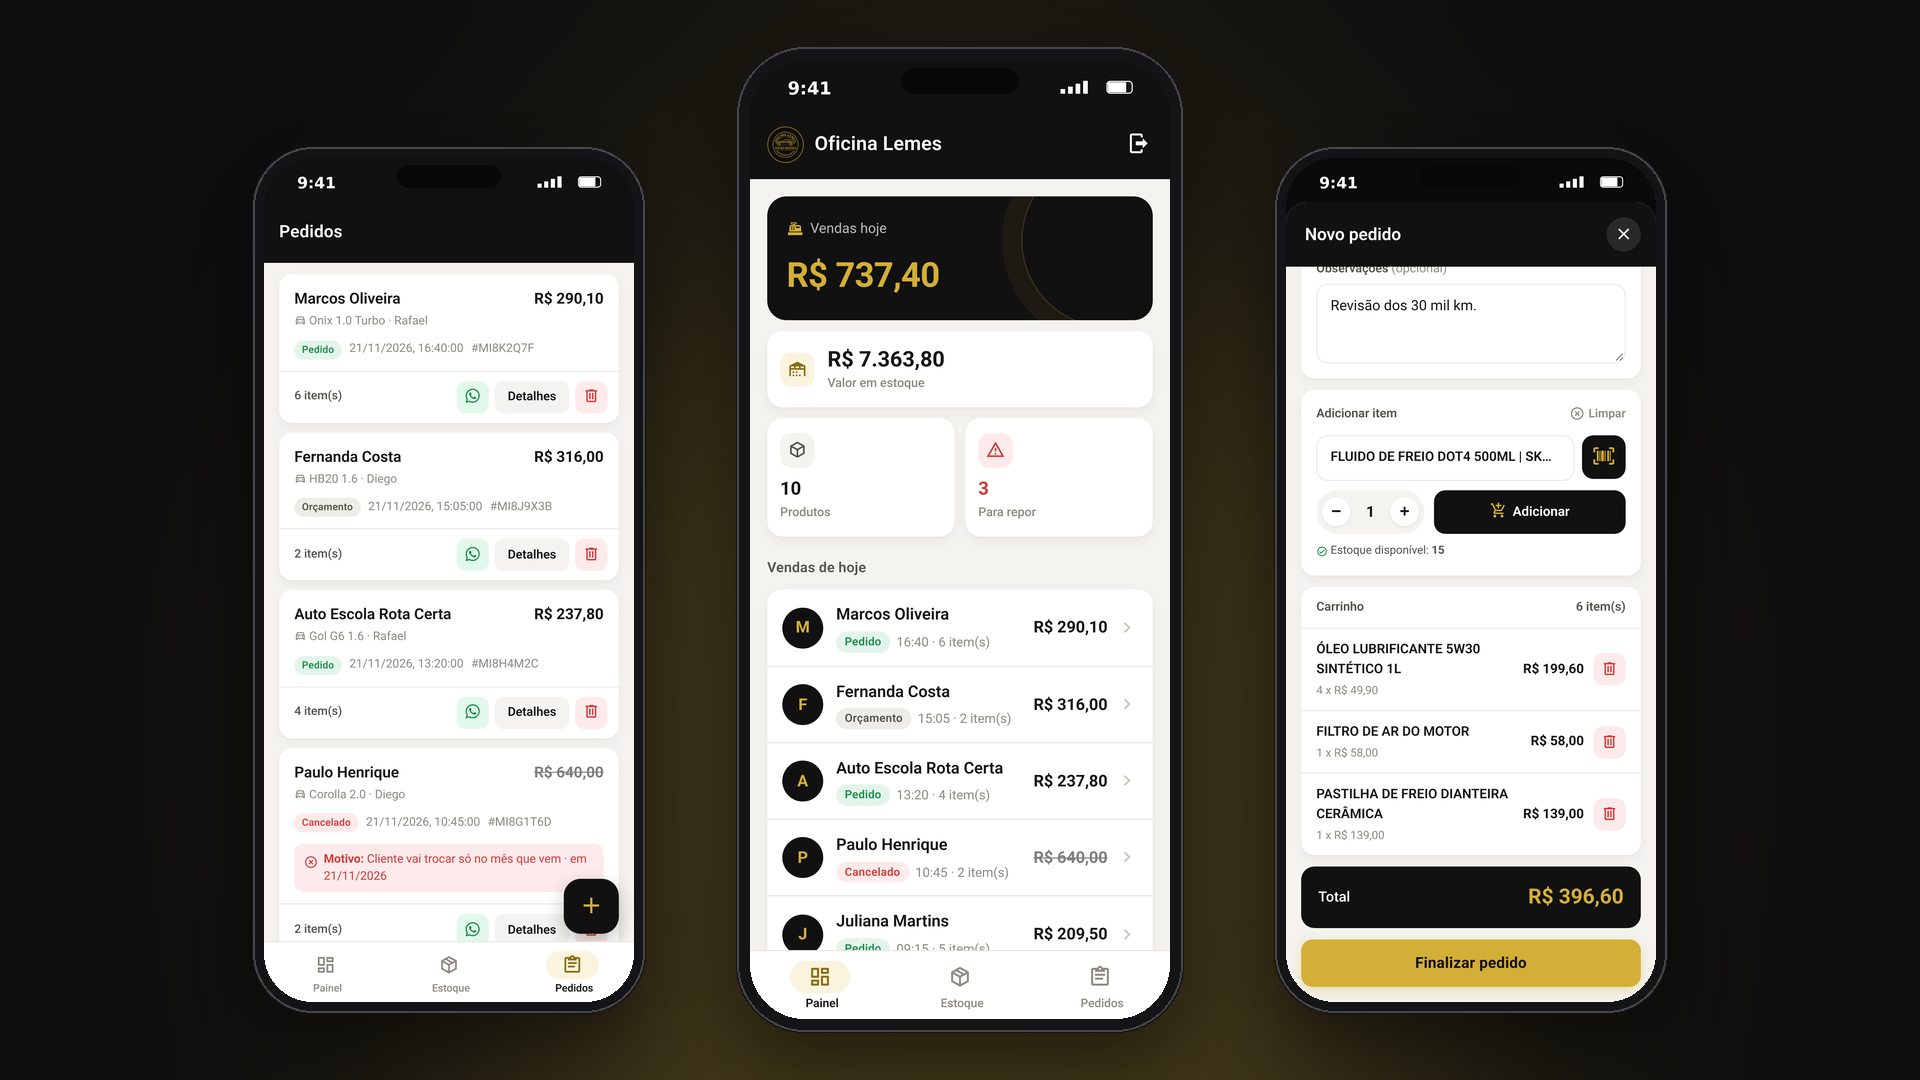 9:41
Pedidos
Marcos Oliveira R$ 290,10
Onix 1.0 Turbo · Rafael
Pedido 21/11/2026, 16:40:00 #MI8K2Q7F
6 item(s) Detalhes
Fernanda Costa R$ 316,00
HB20 1.6 · Diego
Orçamento 21/11/2026, 15:05:00 #MI8J9X3B
2 item(s) Detalhes
Auto Escola Rota Certa R$ 237,80
Gol G6 1.6 · Rafael
Pedido 21/11/2026, 13:20:00 #MI8H4M2C
4 item(s) Detalhes
Paulo Henrique R$ 640,00
Corolla 2.0 · Diego
Cancelado 21/11/2026, 10:45:00 #MI8G1T6D
Motivo: Cliente vai trocar só no mês que vem · em
21/11/2026
2 item(s) Detalhes
Painel Estoque Pedidos
9:41
Oficina Lemes
Vendas hoje
R$ 737,40
R$ 7.363,80
Valor em estoque
10
Produtos
3
Para repor
Vendas de hoje
M Marcos Oliveira R$ 290,10
Pedido 16:40 · 6 item(s)
F Fernanda Costa R$ 316,00
Orçamento 15:05 · 2 item(s)
A Auto Escola Rota Certa R$ 237,80
Pedido 13:20 · 4 item(s)
P Paulo Henrique R$ 640,00
Cancelado 10:45 · 2 item(s)
J Juliana Martins R$ 209,50
Pedido 09:15 · 5 item(s)
Painel Estoque Pedidos
9:41
Novo pedido
Observações (opcional)
Revisão dos 30 mil km.
Adicionar item Limpar
FLUIDO DE FREIO DOT4 500ML | SK...
1 Adicionar
Estoque disponível: 15
Carrinho 6 item(s)
ÓLEO LUBRIFICANTE 5W30
SINTÉTICO 1L R$ 199,60
4 x R$ 49,90
FILTRO DE AR DO MOTOR R$ 58,00
1 x R$ 58,00
PASTILHA DE FREIO DIANTEIRA
CERÂMICA R$ 139,00
1 x R$ 139,00
Total R$ 396,60
Finalizar pedido